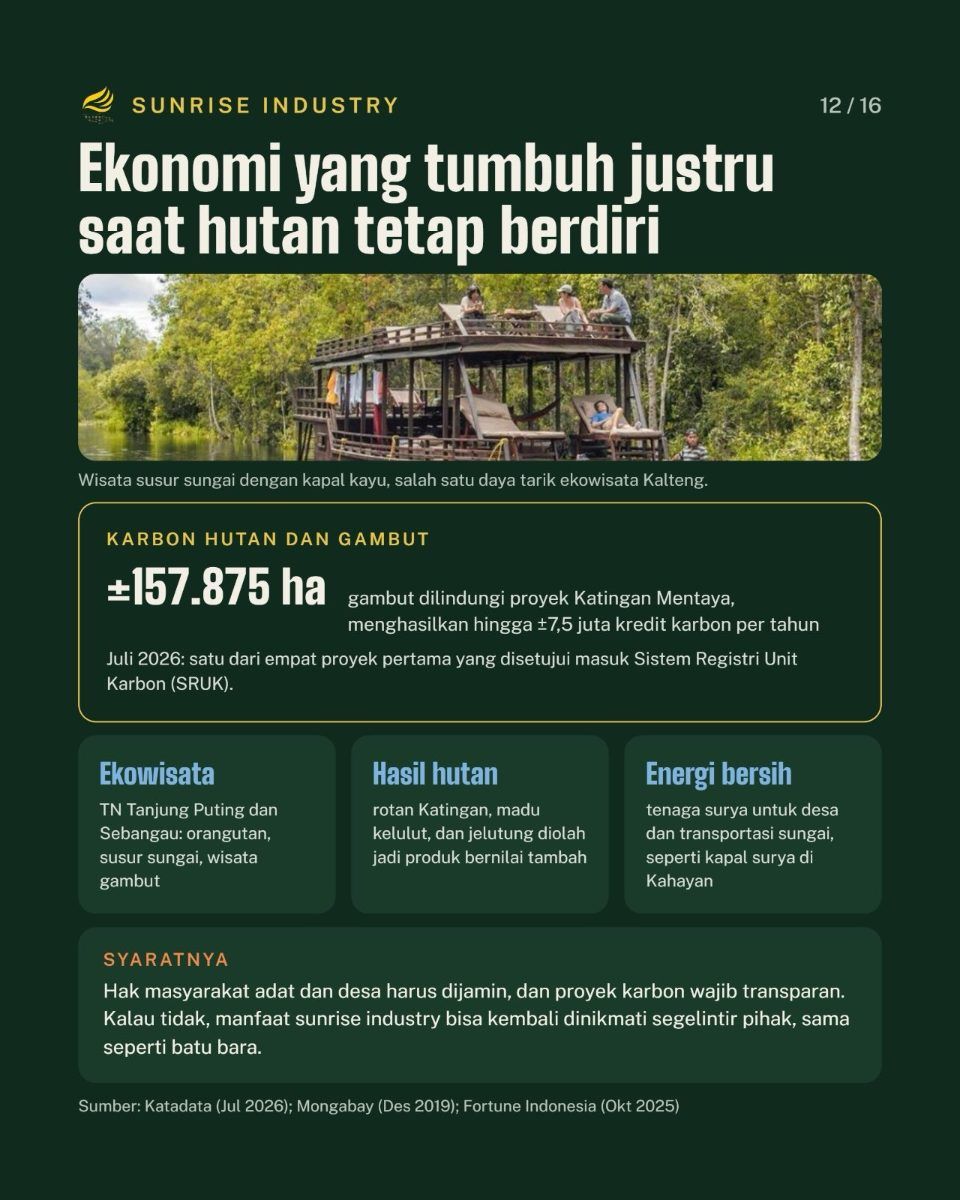 SUNRISE INDUSTRY
12 / 16
Ekonomi yang tumbuh justru
saat hutan tetap berdiri
Wisata susur sungai dengan kapal kayu, salah satu daya tarik ekowisata Kalteng.
KARBON HUTAN DAN GAMBUT
±157.875 ha
gambut dilindungi proyek Katingan Mentaya,
menghasilkan hingga ±7,5 juta kredit karbon per tahun
Juli 2026: satu dari empat proyek pertama yang disetujui masuk Sistem Registri Unit
Karbon (SRUK).
Ekowisata
TN Tanjung Puting dan
Sebangau: orangutan,
susur sungai, wisata
gambut
Hasil hutan
rotan Katingan, madu
kelulut, dan jelutung diolah
jadi produk bernilai tambah
Energi bersih
tenaga surya untuk desa
dan transportasi sungai,
seperti kapal surya di
Kahayan
SYARATNYA
Hak masyarakat adat dan desa harus dijamin, dan proyek karbon wajib transparan.
Kalau tidak, manfaat sunrise industry bisa kembali dinikmati segelintir pihak, sama
seperti batu bara.
Sumber: Katadata (Jul 2026); Mongabay (Des 2019); Fortune Indonesia (Okt 2025)